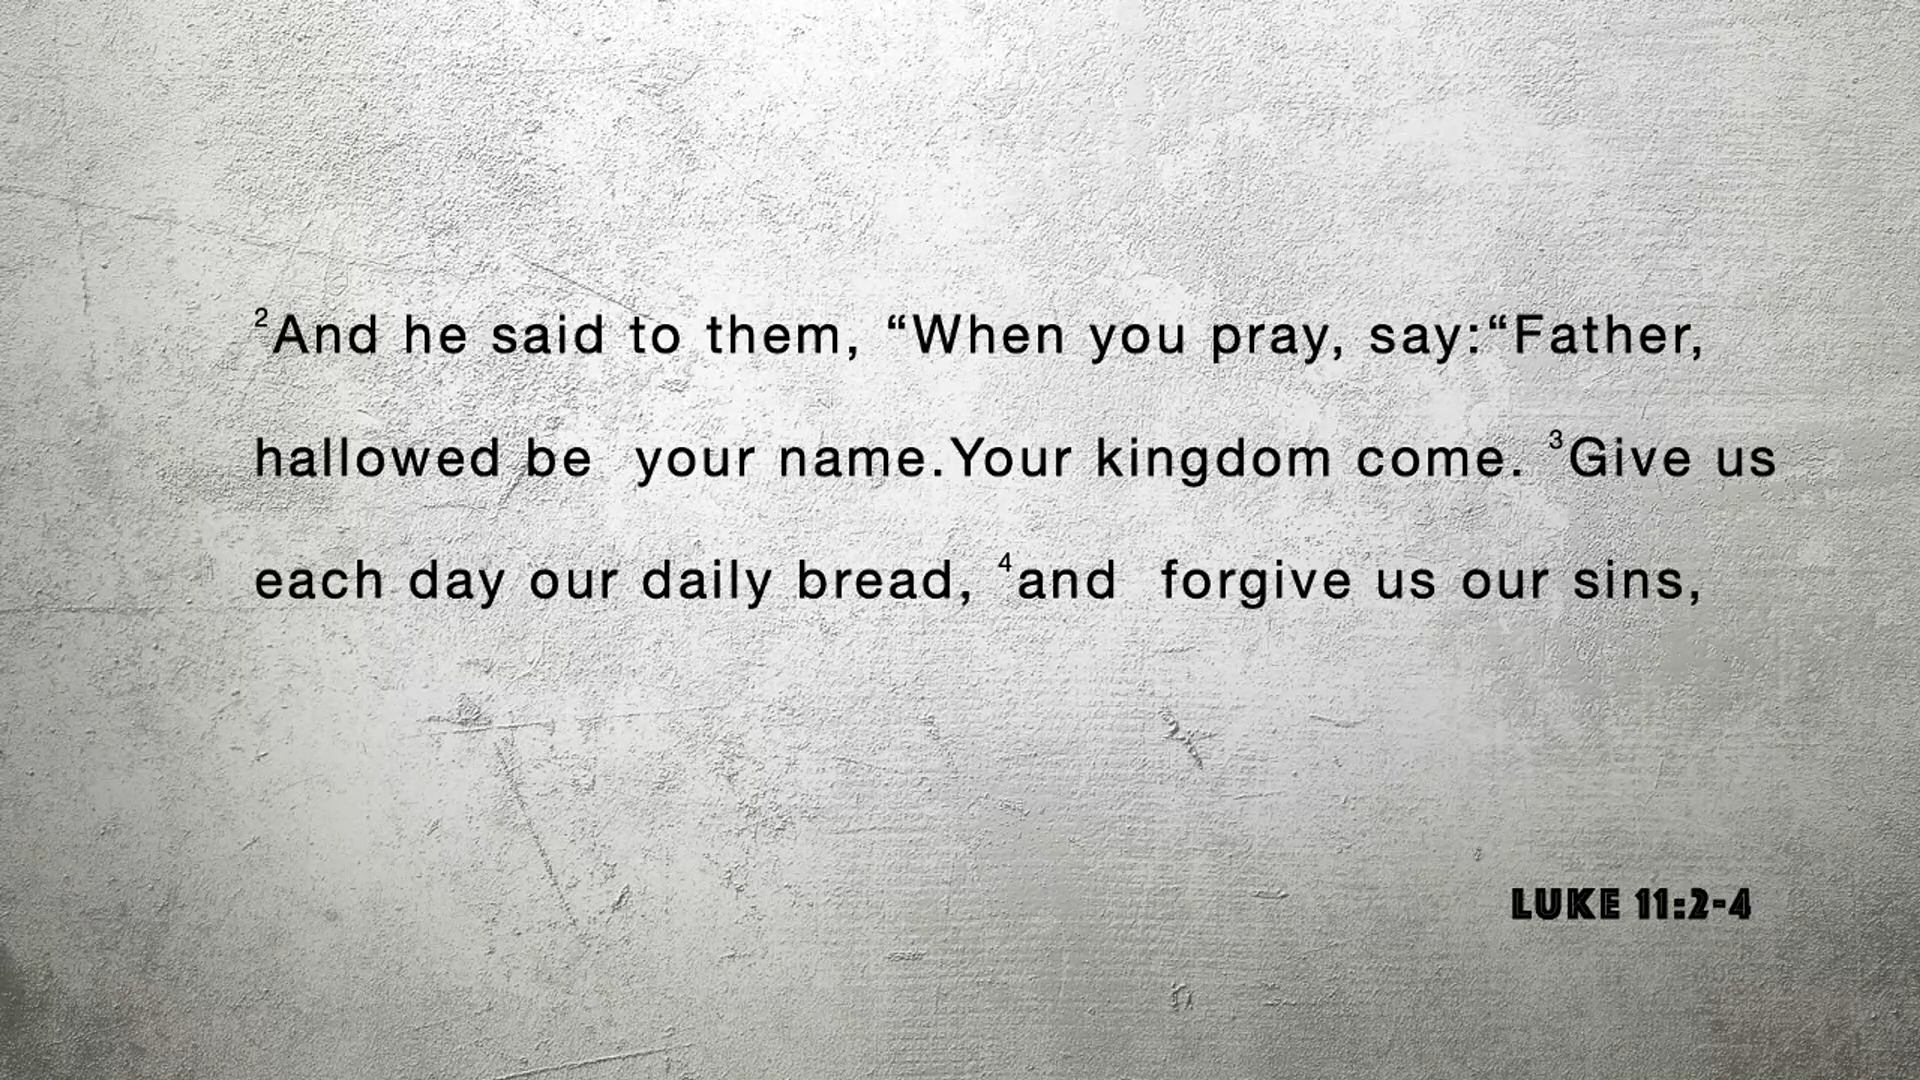 ²And he said to them, “When you pray, say:“Father,
hallowed be  your name.Your kingdom come. ³Give us
each day our daily bread, ⁴and  forgive us our sins,
LUKE 11:2-4